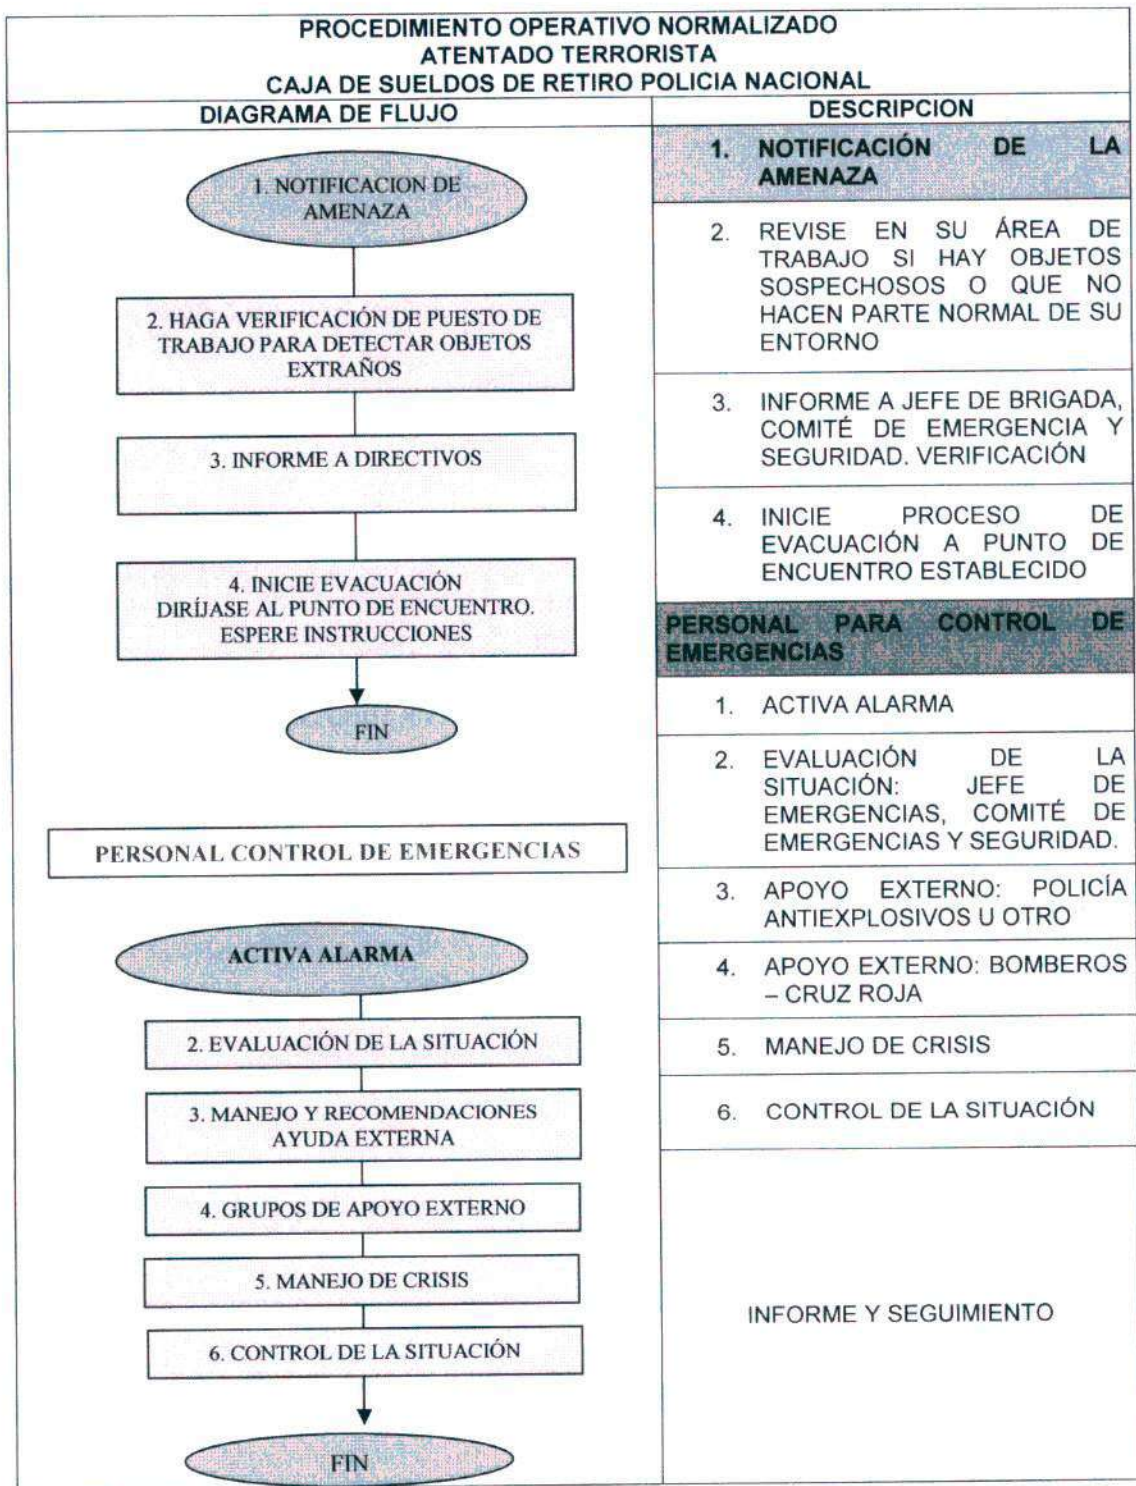 PROCEDIMIENTO OPERATIVO NORMALIZADO
ATENTADO TERRORISTA
CAJA DE SUELDOS DE RETIRO POLICIA NACIONAL
DIAGRAMA DE FLUJO
1. NOTIFICACION DE
AMENAZA
2. HAGA VERIFICACIÓN DE PUESTO DE
TRABAJO PARA DETECTAR OBJETOS
EXTRAÑOS
3. INFORME A DIRECTIVOS
4. INICIE EVACUACIÓN
DIRÍJASE AL PUNTO DE ENCUENTRO.
ESPERE INSTRUCCIONES
FIN
PERSONAL CONTROL DE EMERGENCIAS
ACTIVA ALARMA
2. EVALUACIÓN DE LA SITUACIÓN
3. MANEJO Y RECOMENDACIONES
AYUDA EXTERNA
4. GRUPOS DE APOYO EXTERNO
5. MANEJO DE CRISIS
6. CONTROL DE LA SITUACIÓN
FIN
DESCRIPCION
1. NOTIFICACIÓN DE LA
AMENAZA
2. REVISE EN SU ÁREA DE
TRABAJO SI HAY OBJETOS
SOSPECHOSOS O QUE NO
HACEN PARTE NORMAL DE SU
ENTORNO
3. INFORME A JEFE DE BRIGADA,
COMITÉ DE EMERGENCIA Y
SEGURIDAD. VERIFICACIÓN
4. INICIE PROCESO DE
EVACUACIÓN A PUNTO DE
ENCUENTRO ESTABLECIDO
PERSONAL PARA CONTROL DE
EMERGENCIAS
1. ACTIVA ALARMA
2. EVALUACIÓN DE LA
SITUACIÓN: JEFE DE
EMERGENCIAS, COMITÉ DE
EMERGENCIAS Y SEGURIDAD.
3. APOYO EXTERNO: POLICÍA
ANTIEXPLOSIVOS U OTRO
4. APOYO EXTERNO: BOMBEROS
– CRUZ ROJA
5. MANEJO DE CRISIS
6. CONTROL DE LA SITUACIÓN
INFORME Y SEGUIMIENTO